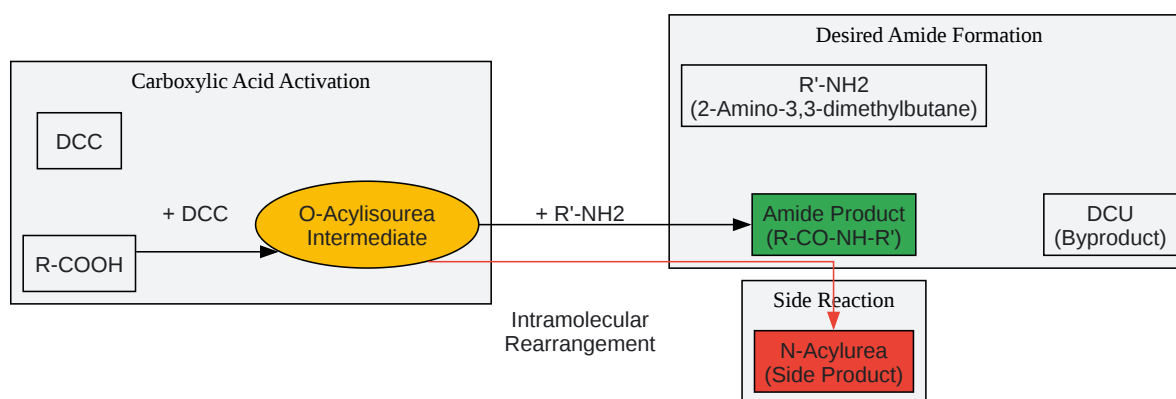 Carboxylic Acid Activation
DCC
+ DCC
R-COOH
O-Acylisourea
Intermediate
+ R'-NH2
Desired Amide Formation
R'-NH2
(2-Amino-3,3-dimethylbutane)
Amide Product
(R-CO-NH-R')
DCU
(Byproduct)
Intramolecular
Rearrangement
Side Reaction
N-Acylurea
(Side Product)